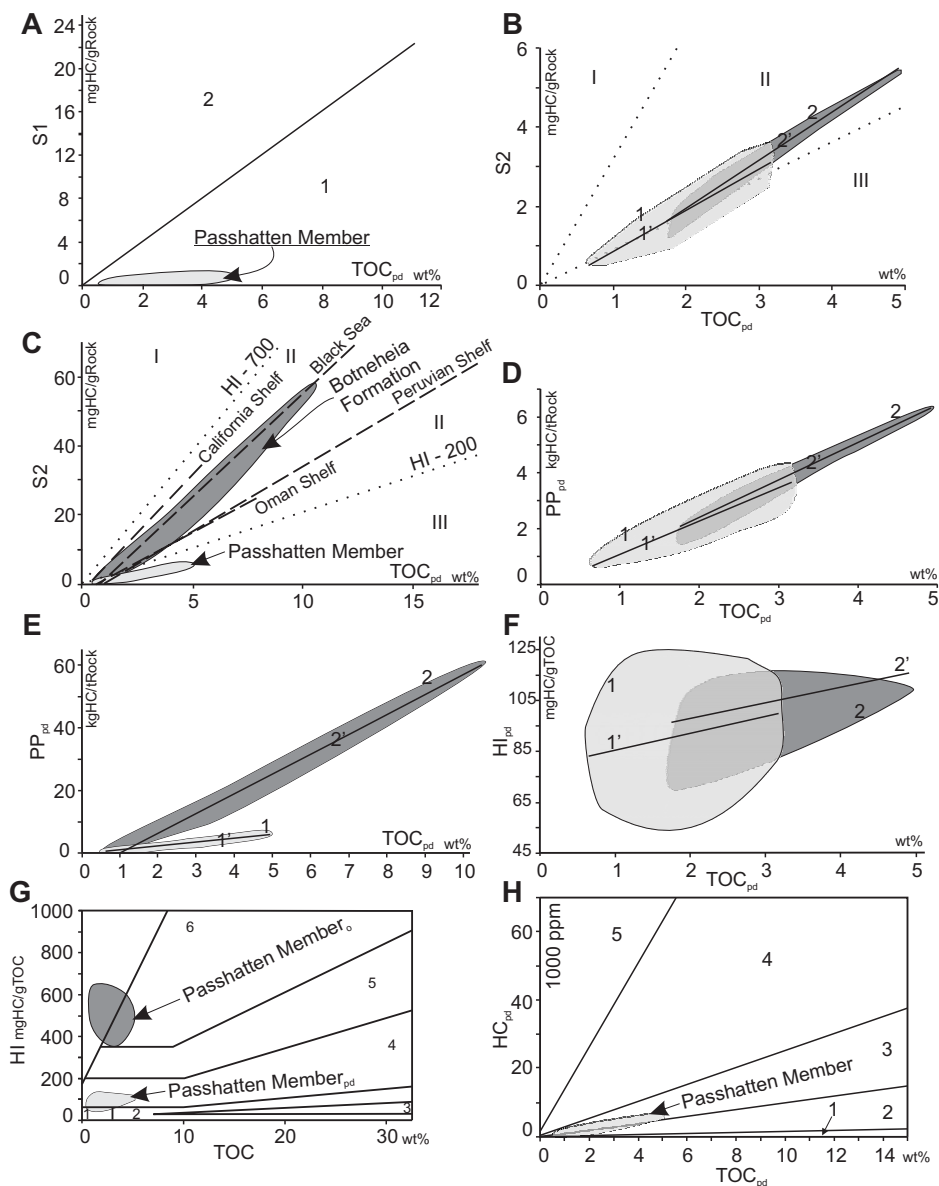 A
24
20
16
12
8
4
0
S1 mgHC/gRock
2
1
Passhatten Member
TOCpd wt%
0 2 4 6 8 10 12
B
6
4
2
0
S2 mgHC/gRock
I
II
III
2
2'
1
1'
wt%
0 1 2 3 4 5
TOCpd
C
60
40
20
0
S2 mgHC/gRock
I
HI - 700
II
Black Sea
California Shelf
Botneheia
Formation
Peruvian Shelf
II
HI - 200
Oman Shelf
III
Passhatten Member
TOCpd wt%
0 5 10 15
D
6
4
2
0
PPpd kgHC/tRock
2
2'
1
1'
wt%
0 1 2 3 4 5
TOCpd
E
60
40
20
0
PPpd kgHC/tRock
2
2'
1
1'
TOCpd wt%
0 1 2 3 4 5 6 7 8 9 10
F
125
105
85
65
45
HIpd mgHC/gTOC
1
2'
2
1'
wt%
0 1 2 3 4 5
TOCpd
G
1000
800
600
400
200
0
HI mgHC/gTOC
6
Passhatten Membero
5
4
Passhatten Memberpd
1 1 2 3
0 10 20 30 wt%
TOC
H
60
40
20
0
HCpd 1000 ppm
5
4
3
Passhatten Member
1
2
0 2 4 6 8 10 12 14 wt%
TOCpd